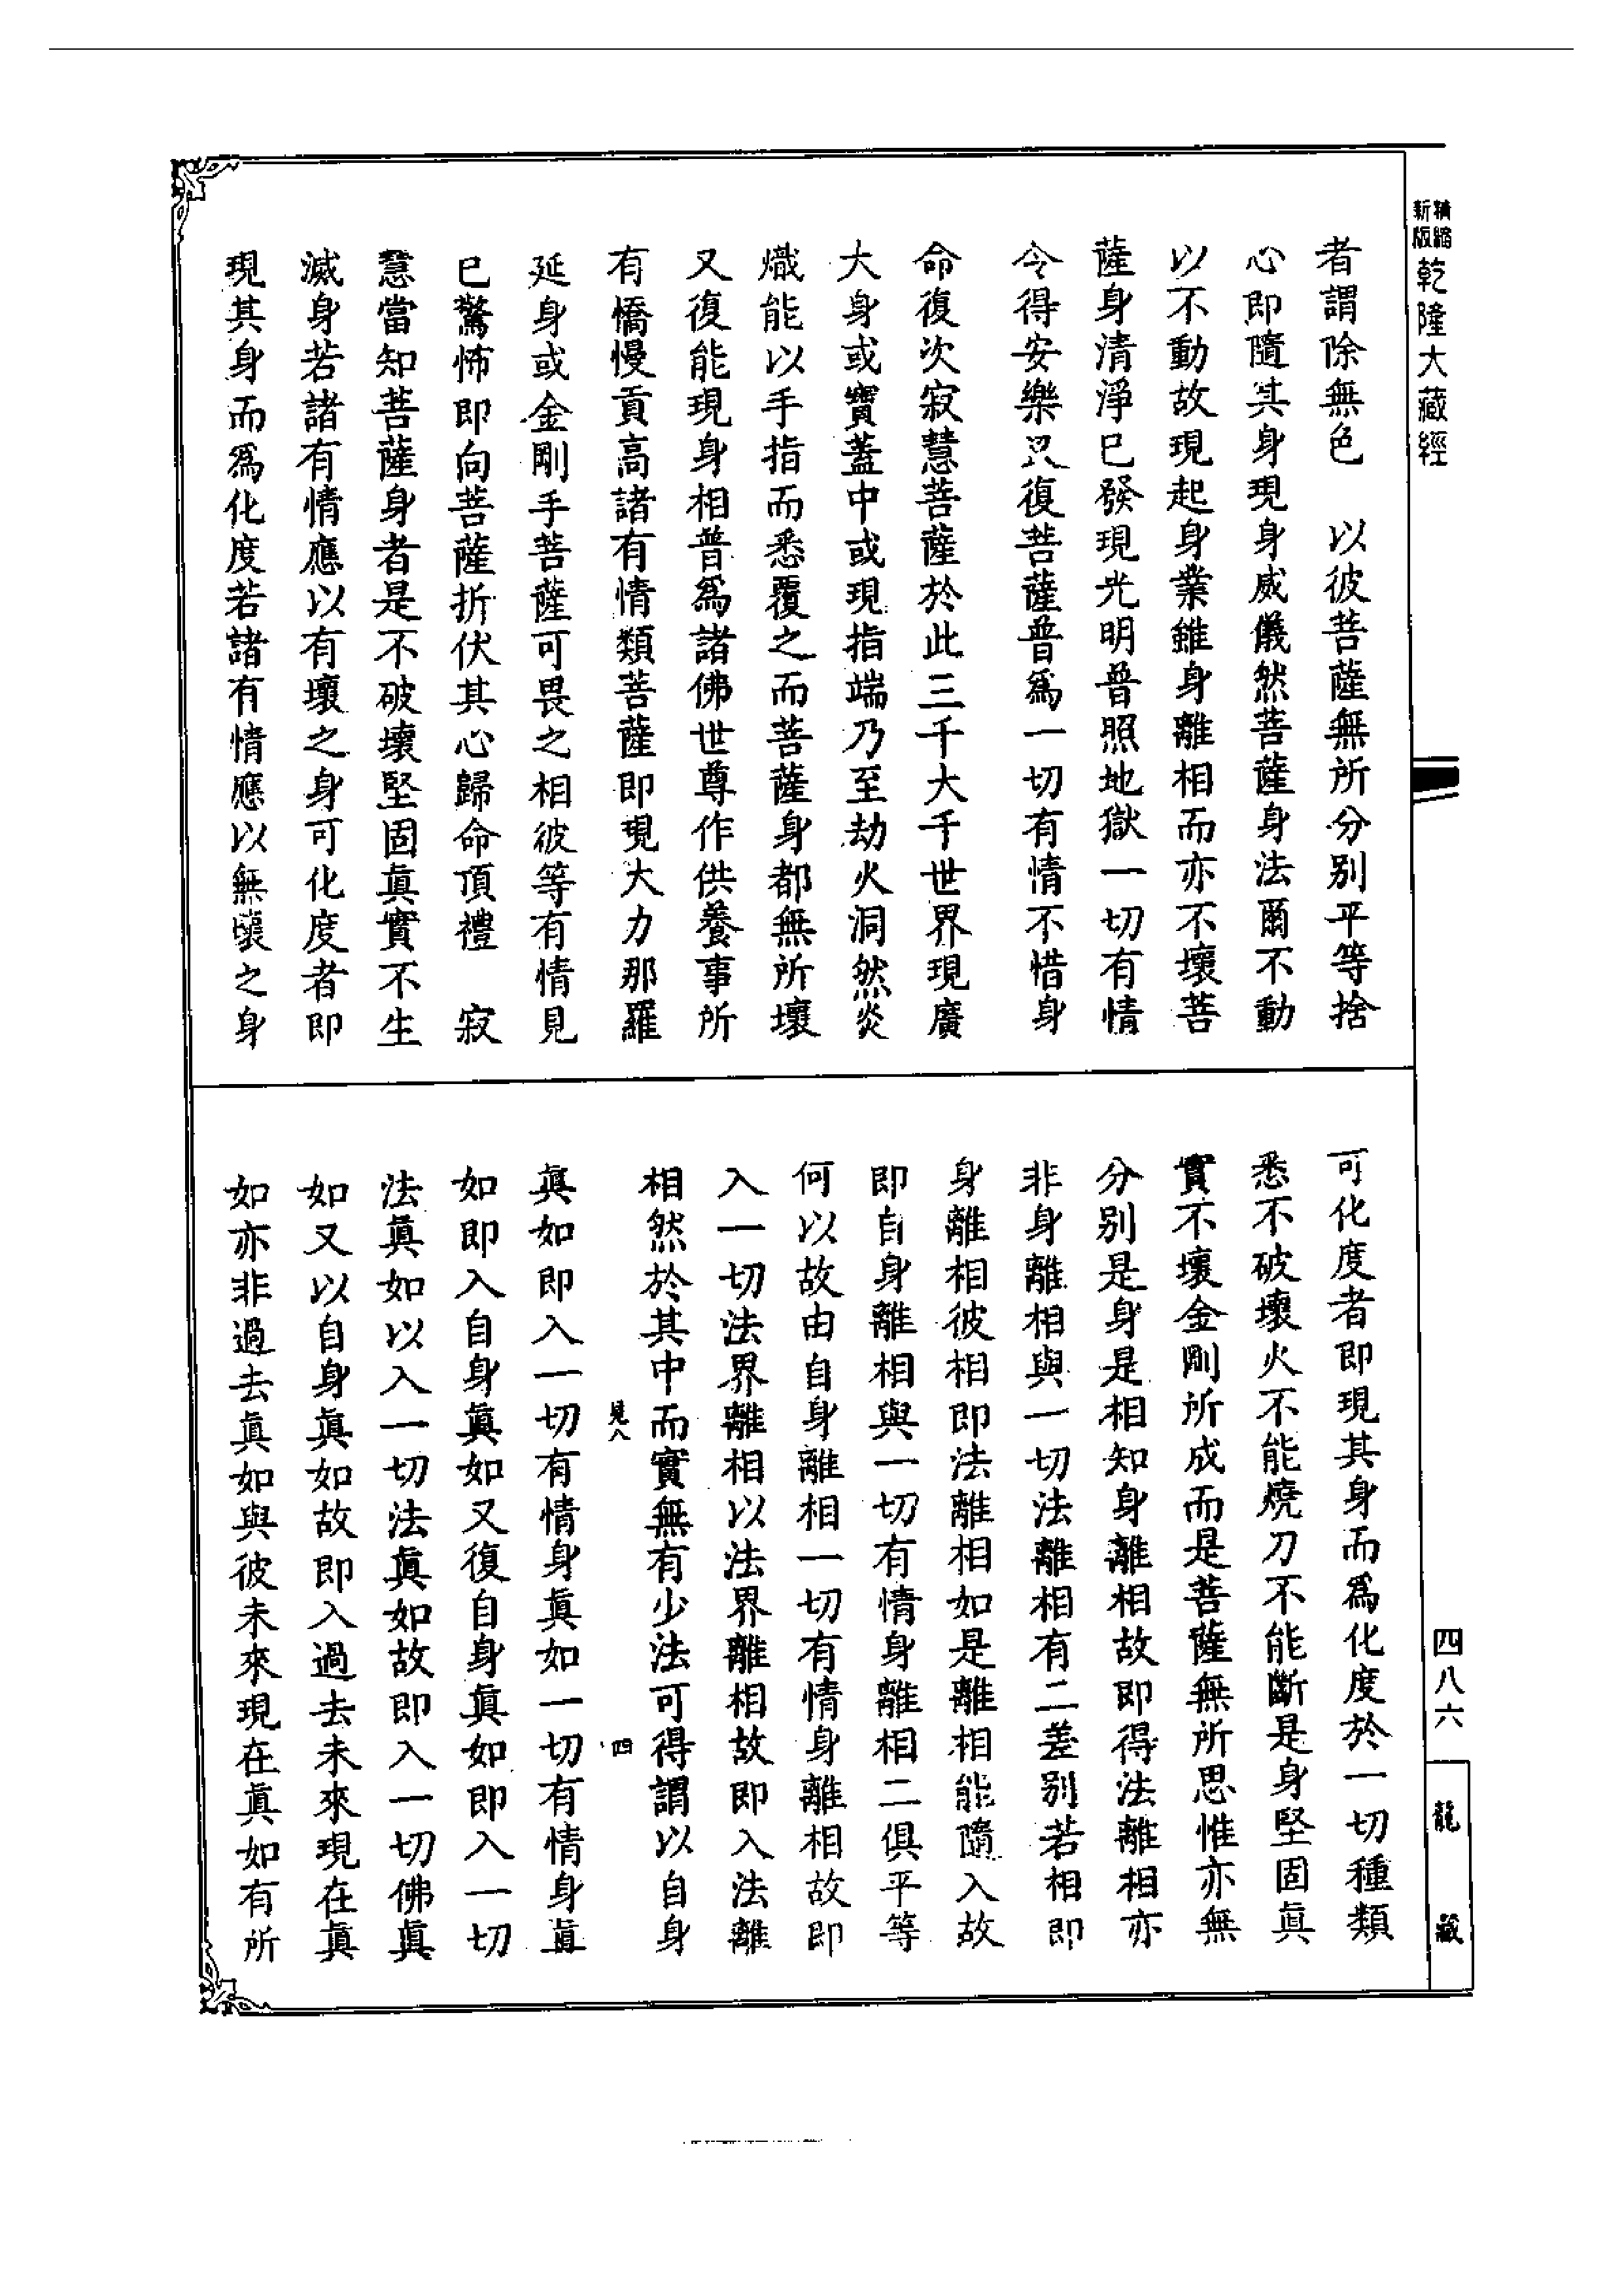 精縮
新版
乾隆大藏經
者謂除無色　以彼菩薩無所分別平等捨
心即隨其身現身威儀然菩薩身法爾不動
以不動故現起身業雖身離相而亦不壞菩
薩身清淨已發現光明普照地獄一切有情
令得安樂又復菩薩普爲一切有情不惜身
命復次寂慧菩薩於此三千大千世界現廣
大身或寶蓋中或現指端乃至劫火洞然炎
熾能以手指而悉覆之而菩薩身都無所壞
又復能現身相普爲諸佛世尊作供養事所
有憍慢貢高諸有情類菩薩即現大力那羅
延身或金剛手菩薩可畏之相彼等有情見
已驚怖即向菩薩折伏其心歸命頂禮　寂
慧當知菩薩身者是不破壞堅固眞實不生
滅身若諸有情應以有壞之身可化度者即
現其身而爲化度若諸有情應以無壞之身
可化度者即現其身而爲化度於一切種類
悉不破壞火不能燒刀不能斷是身堅固眞
實不壞金剛所成而是菩薩無所思惟亦無
分別是身是相知身離相故即得法離相亦
非身離相與一切法離相有二差別若相即
身離相彼相即法離相如是離相能隨入故
即自身離相與一切有情身離相二俱平等
何以故由自身離相一切有情身離相故即
入一切法界離相以法界離相故即入法離
相然於其中而實無有少法可得謂以自身
四
眞如即入一切有情身眞如一切有情身眞
如即入自身眞如又復自身眞如即入一切
法眞如以入一切法眞如故即入一切佛眞
如又以自身眞如故即入過去未來現在眞
如亦非過去眞如與彼未來現在眞如有所
四八六
龍藏